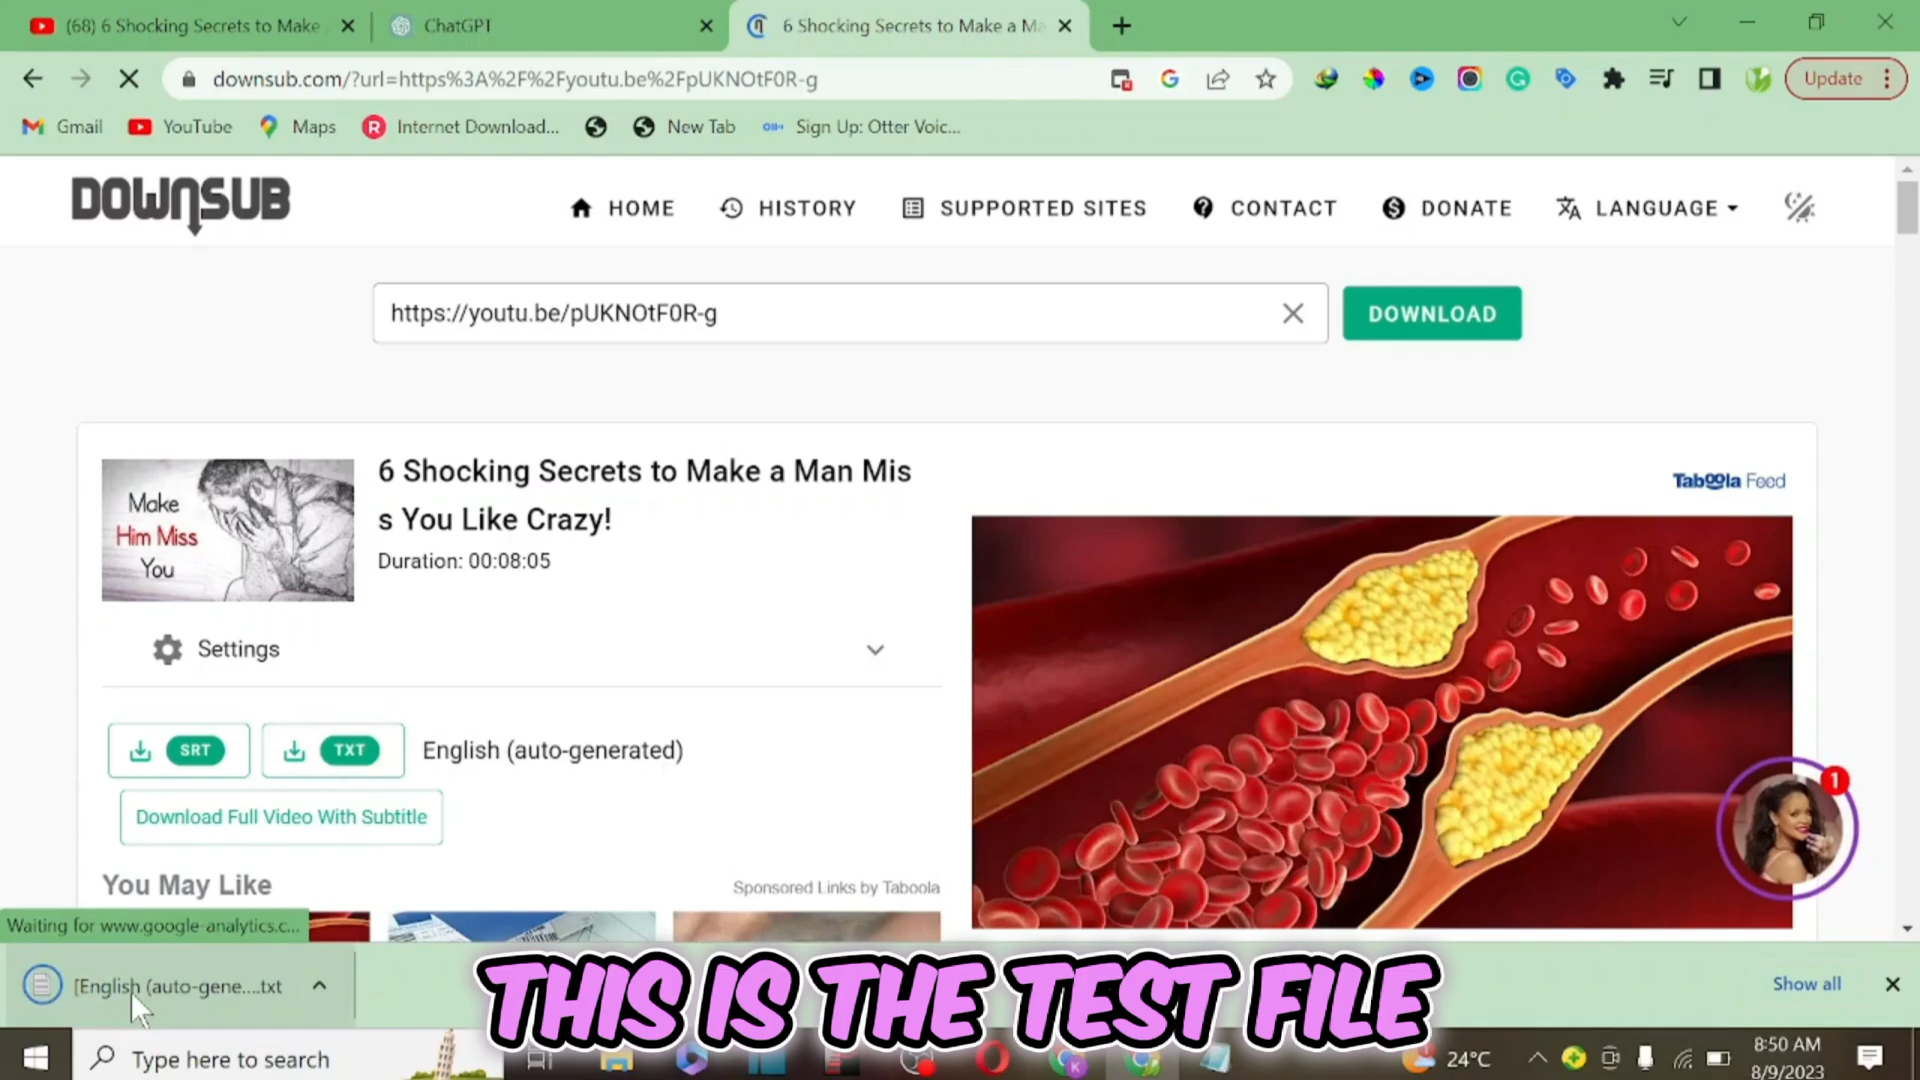 (68) 6 Shocking Secrets to Make
ChatGPT
6 Shocking Secrets to Make a Ma
downsub.com/?url=https%3A%2F%2Fyoutu.be%2FpUKNOtF0R-g
Update
Gmail
YouTube
Maps
Internet Download...
New Tab
Sign Up: Otter Voic...
DOWNSUB
HOME
HISTORY
SUPPORTED SITES
CONTACT
DONATE
LANGUAGE
https://youtu.be/pUKNOtF0R-g
DOWNLOAD
Make
Him Miss
You
6 Shocking Secrets to Make a Man Mis
s You Like Crazy!
Duration: 00:08:05
Taboola Feed
Settings
SRT
TXT
English (auto-generated)
Download Full Video With Subtitle
1
You May Like
Sponsored Links by Taboola
Waiting for www.google-analytics.c...
[English (auto-gene....txt
THIS IS THE TEST FILE
Show all
Type here to search
24°C
8:50 AM
8/9/2023